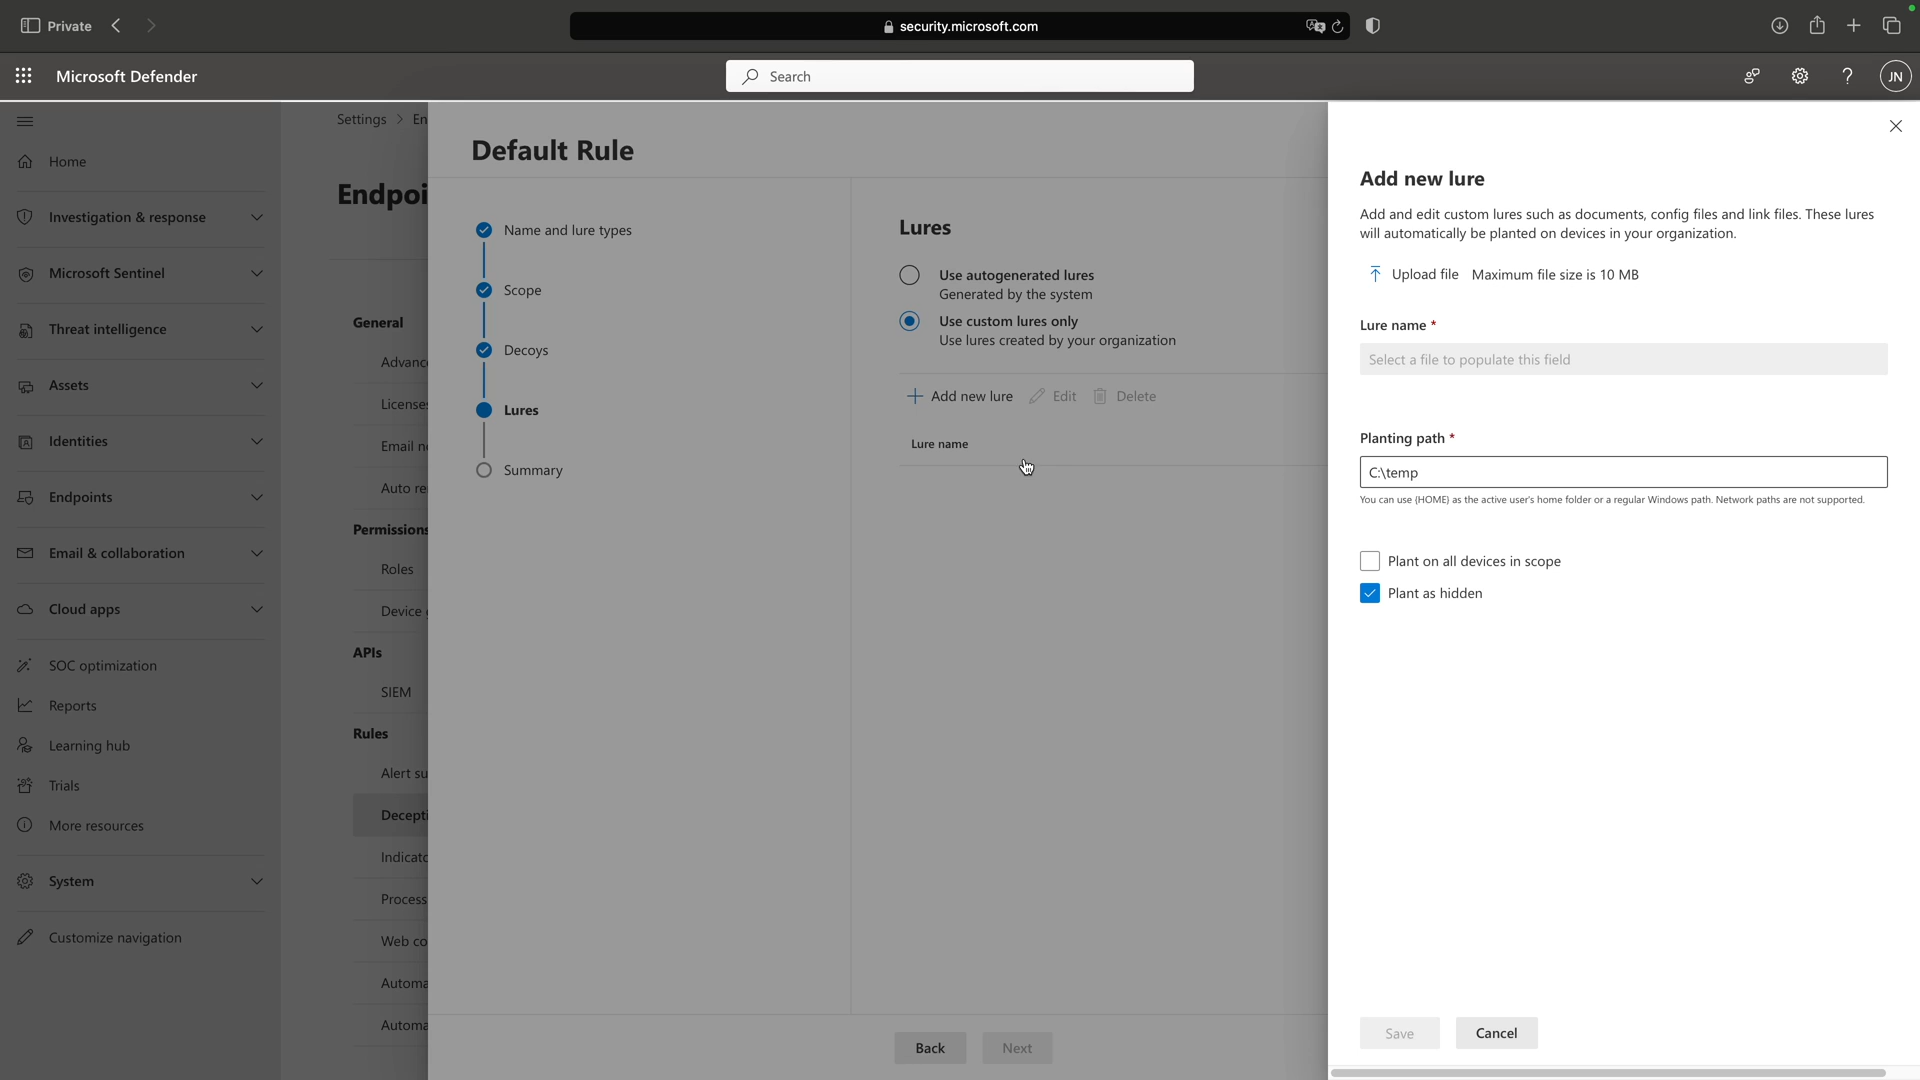 Private
security.microsoft.com
Microsoft Defender
Search
JN
Home
Investigation & response
Microsoft Sentinel
Threat intelligence
Assets
Identities
Endpoints
Email & collaboration
Cloud apps
SOC optimization
Reports
Learning hub
Trials
More resources
System
Customize navigation
Settings > En
Endpoi
General
Advanc
License
Email n
Auto re
Permissions
Roles
Device
APIs
SIEM
Rules
Alert su
Decepti
Indicato
Process
Web co
Automa
Automa
Default Rule
Name and lure types
Scope
Decoys
Lures
Summary
Lures
Use autogenerated lures
Generated by the system
Use custom lures only
Use lures created by your organization
Add new lure Edit Delete
Lure name
Back Next
Add new lure
Add and edit custom lures such as documents, config files and link files. These lures
will automatically be planted on devices in your organization.
Upload file Maximum file size is 10 MB
Lure name *
Select a file to populate this field
Planting path *
C:\temp
You can use {HOME} as the active user's home folder or a regular Windows path. Network paths are not supported.
Plant on all devices in scope
Plant as hidden
Save Cancel